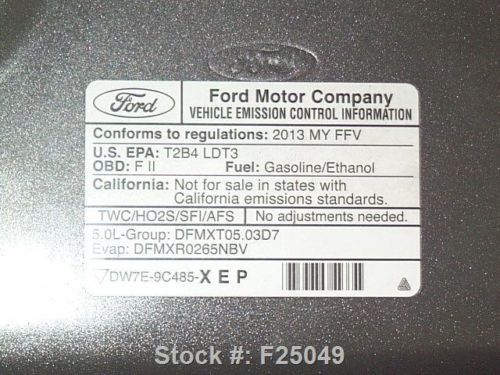 Ford
Ford
Ford Motor Company
VEHICLE EMISSION CONTROL INFORMATION
Conforms to regulations: 2013 MY FFV
U.S. EPA: T2B4 LDT3
OBD: F II Fuel: Gasoline/Ethanol
California: Not for sale in states with
California emissions standards.
TWC/HO2S/SFI/AFS No adjustments needed.
5.0L-Group: DFMXT05.03D7
Evap: DFMXR0265NBV
DW7E-9C485-X E P
Stock #: F25049